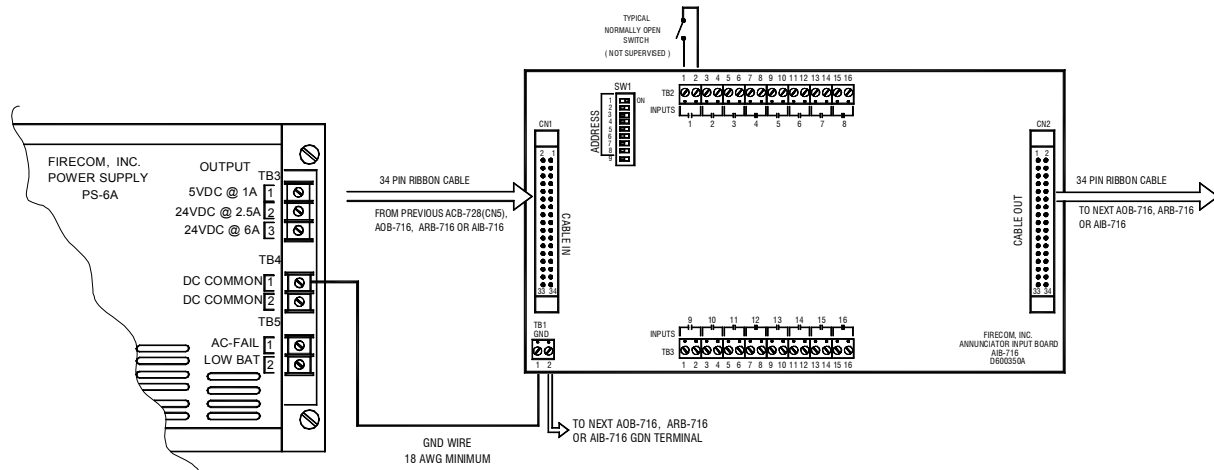 TYPICAL
NORMALLY OPEN
SWITCH
( NOT SUPERVISED )
FIRECOM, INC.
POWER SUPPLY
PS-6A
OUTPUT
TB3
5VDC @ 1A 1
24VDC @ 2.5A 2
24VDC @ 6A 3
TB4
DC COMMON 1
DC COMMON 2
TB5
AC-FAIL 1
LOW BAT 2
34 PIN RIBBON CABLE
FROM PREVIOUS ACB-728(CN5),
AOB-716, ARB-716 OR AIB-716
GND WIRE
18 AWG MINIMUM
CN1
2 1
CABLE IN
33 34
ADDRESS
SW1
ON
1
2
3
4
5
6
7
8
9
1 2 3 4 5 6 7 8 9 10 11 12 13 14 15 16
TB2
INPUTS
1 2 3 4 5 6 7 8
TB1
GND
1 2
TO NEXT AOB-716, ARB-716
OR AIB-716 GDN TERMINAL
9 10 11 12 13 14 15 16
INPUTS
TB3
1 2 3 4 5 6 7 8 9 10 11 12 13 14 15 16
CN2
1 2
CABLE OUT
33 34
FIRECOM, INC.
ANNUNCIATOR INPUT BOARD
AIB-716
D600350A
34 PIN RIBBON CABLE
TO NEXT AOB-716, ARB-716
OR AIB-716